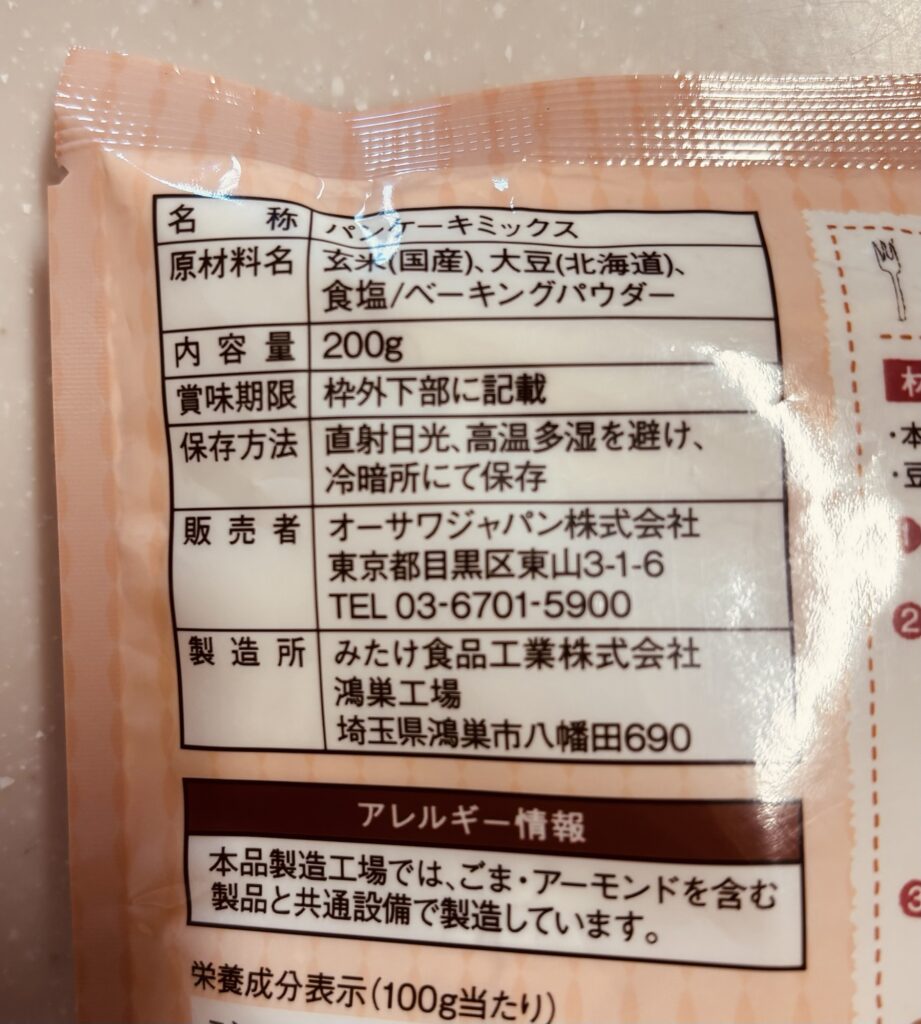 名称 パンケーキミックス
原材料名 玄米(国産)、大豆(北海道)、
食塩/ベーキングパウダー
内容量 200g
賞味期限 枠外下部に記載
保存方法 直射日光、高温多湿を避け、
冷暗所にて保存
販売者 オーサワジャパン株式会社
東京都目黒区東山3-1-6
TEL 03-6701-5900
製造所 みたけ食品工業株式会社
鴻巣工場
埼玉県鴻巣市八幡田690
アレルギー情報
本品製造工場では、ごま・アーモンドを含む
製品と共通設備で製造しています。
栄養成分表示(100g当たり)
材
・本
・豆
2
3